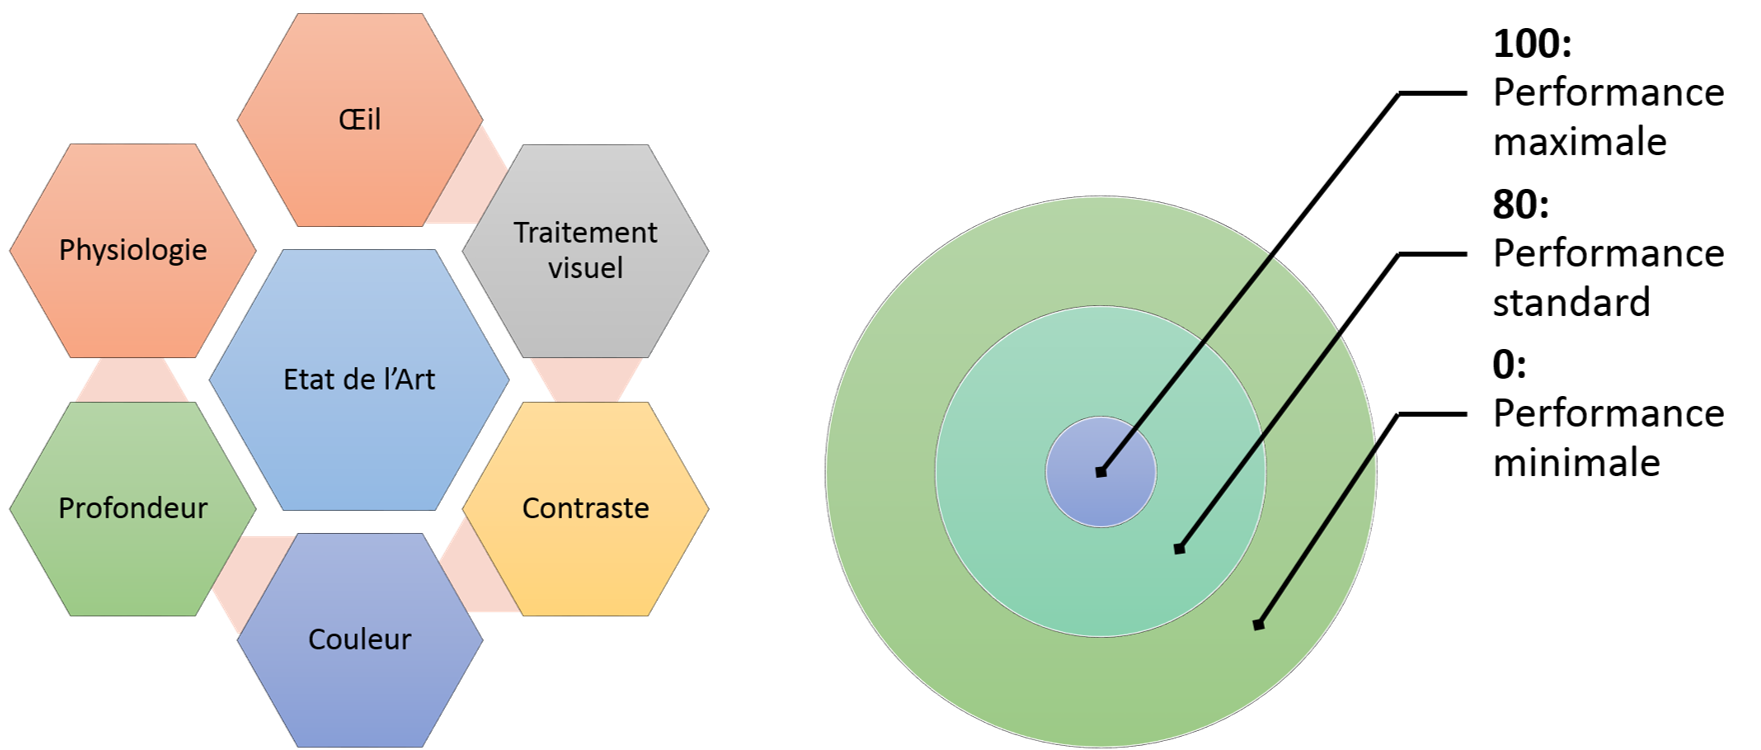 Œil
Physiologie
Traitement
visuel
Etat de l’Art
Profondeur
Contraste
Couleur
100:
Performance
maximale
80:
Performance
standard
0:
Performance
minimale